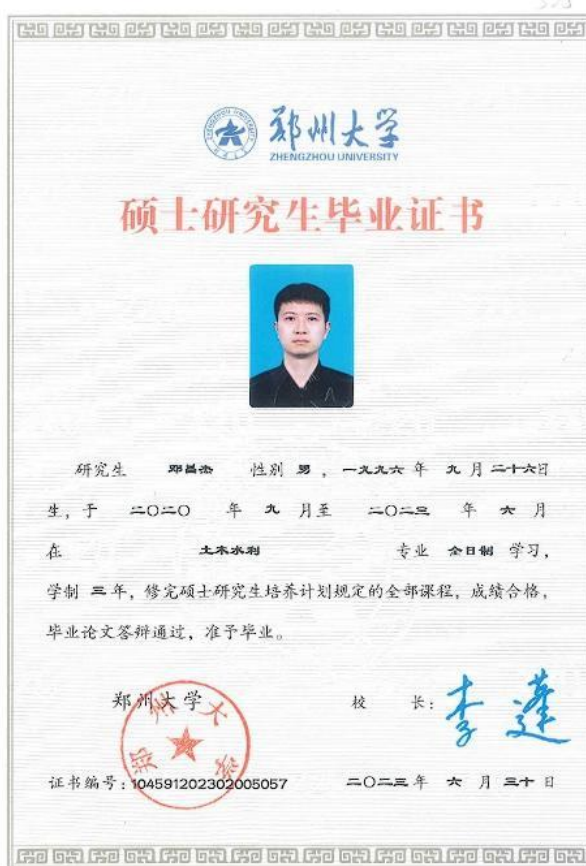 郑州大学
ZHENGZHOU UNIVERSITY
硕士研究生毕业证书
研究生 邓昌杰 性别 男，一九九六 年 九 月 二十六日
生，于 二〇二〇 年 九 月至 二〇二三 年 六 月
在 土木水利 专业 全日制 学习，
学制 三 年，修完硕士研究生培养计划规定的全部课程，成绩合格，
毕业论文答辩通过，准予毕业。
郑州大学 校 长：李蓬
郑州大学
证书编号：104591202302005057 二〇二三 年 六 月 三十 日